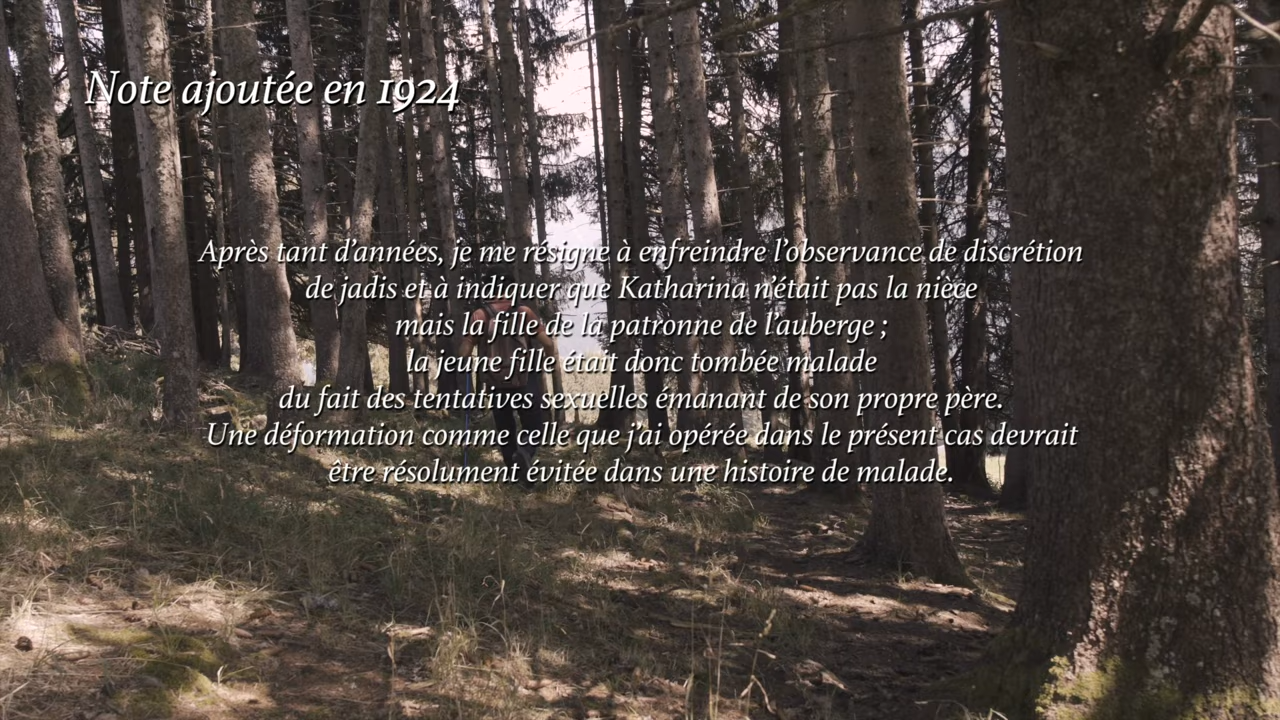 Note ajoutée en 1924
Après tant d'années, je me résigne à enfreindre l'observance de discrétion
de jadis et à indiquer que Katharina n'était pas la nièce
mais la fille de la patronne de l'auberge ;
la jeune fille était donc tombée malade
du fait des tentatives sexuelles émanant de son propre père.
Une déformation comme celle que j'ai opérée dans le présent cas devrait
être résolument évitée dans une histoire de malade.